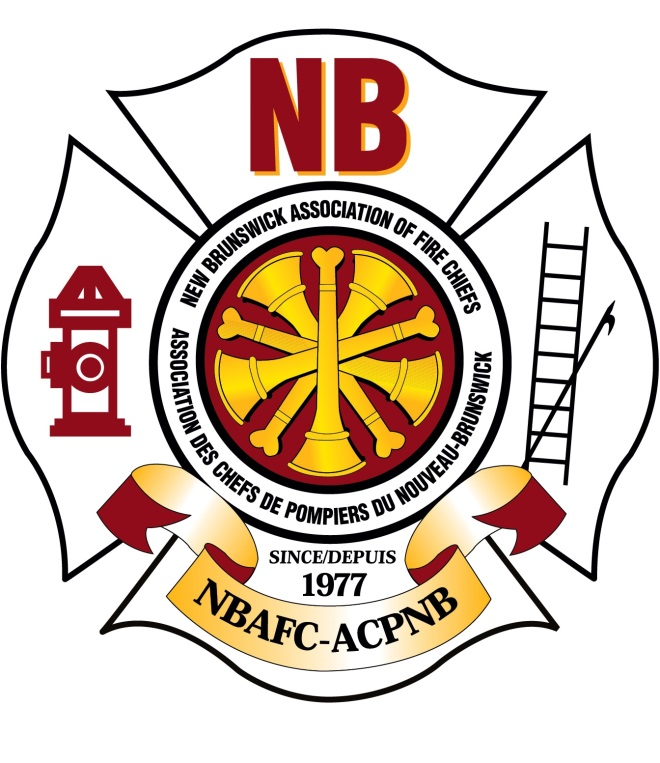 NB
NEW BRUNSWICK ASSOCIATION OF FIRE CHIEFS
ASSOCIATION DES CHEFS DE POMPIERS DU NOUVEAU-BRUNSWICK
SINCE/DEPUIS
1977
NBAFC-ACPNB